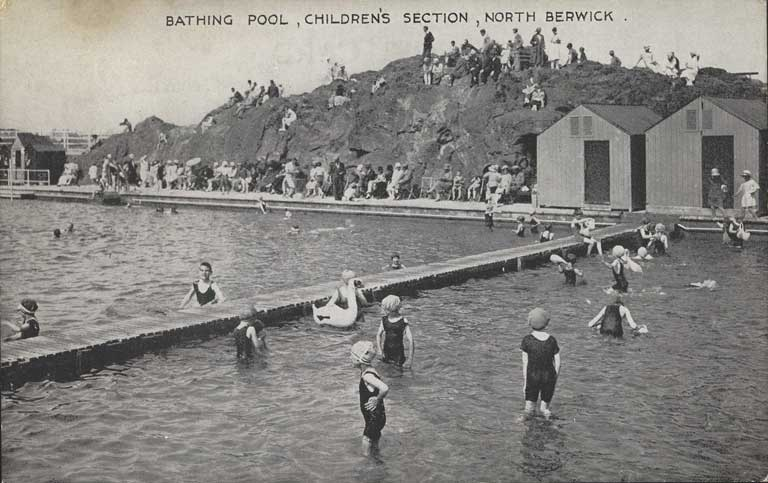 BATHING POOL , CHILDREN'S SECTION , NORTH BERWICK .